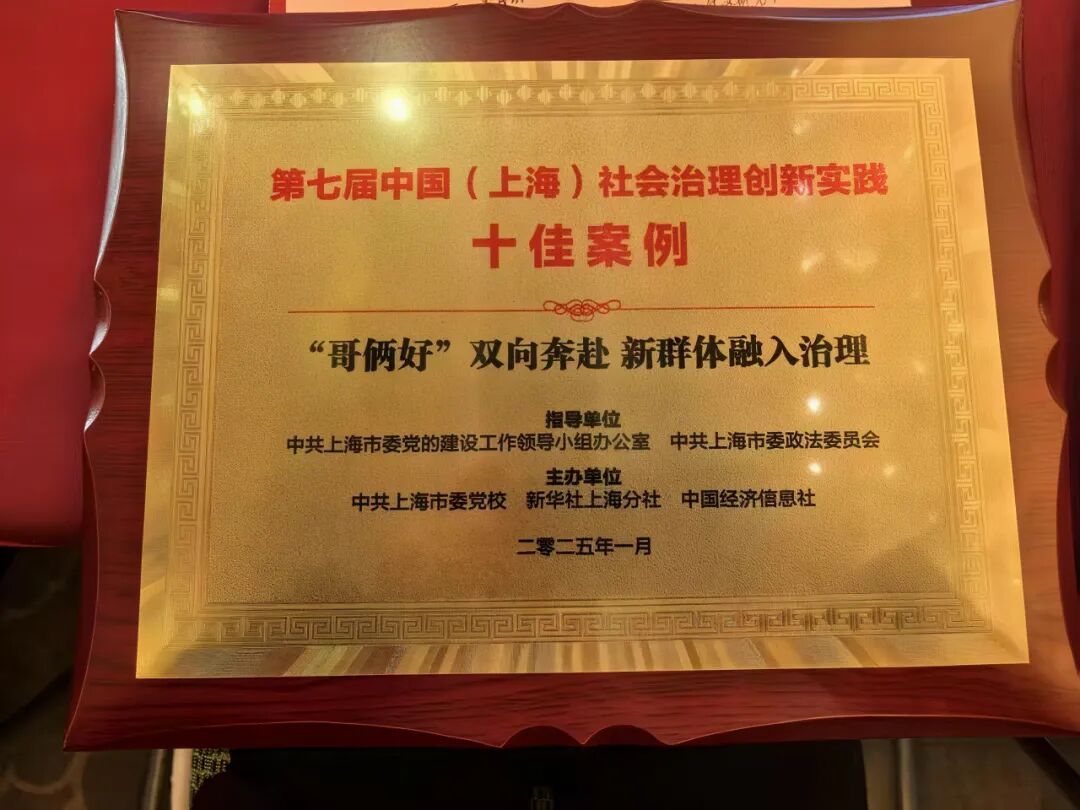 第七届中国（上海）社会治理创新实践
十佳案例
“哥俩好”双向奔赴 新群体融入治理
指导单位
中共上海市委党的建设工作领导小组办公室 中共上海市委政法委员会
主办单位
中共上海市委党校 新华社上海分社 中国经济信息社
二零二五年一月